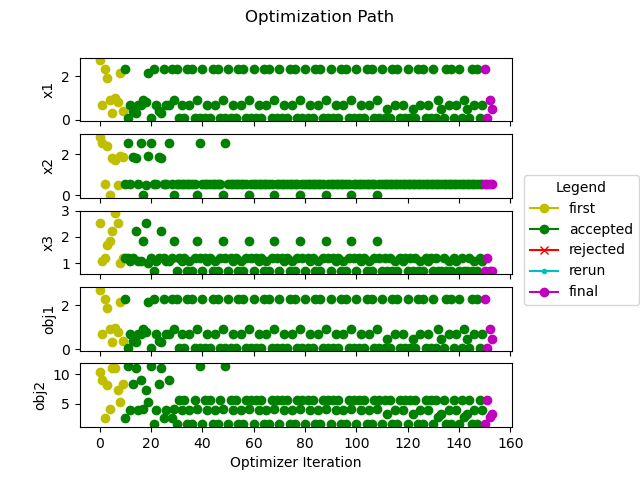 Optimization Path
2
0
x1
2
0
x2
3
2
1
x3
2
0
obj1
10
5
obj2
0 20 40 60 80 100 120 140 160
Optimizer Iteration
Legend
first
accepted
rejected
rerun
final